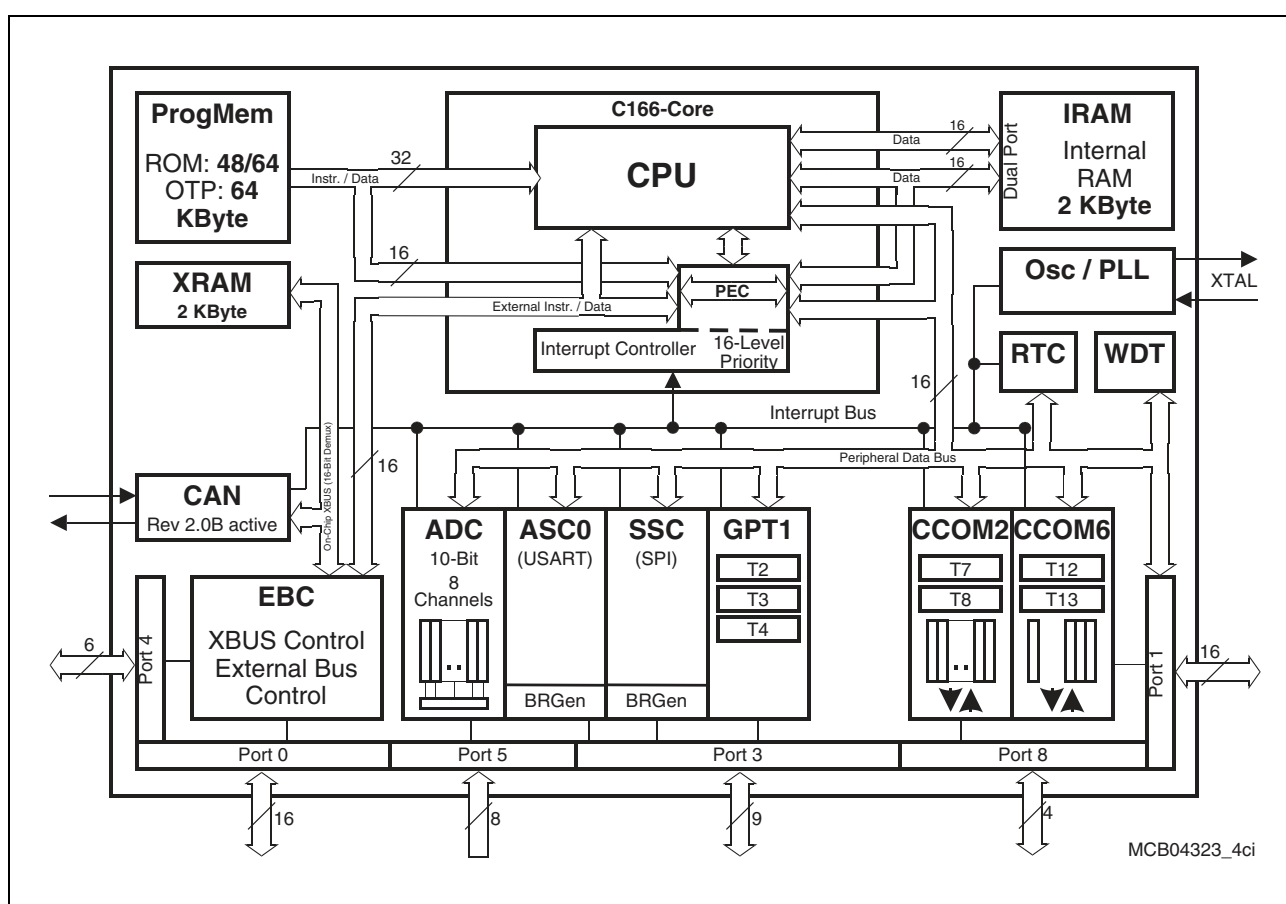 C166-Core
ProgMem
ROM: 48/64
OTP: 64
KByte
32
Instr. / Data
CPU
16
Data
16
Data
Dual Port
IRAM
Internal
RAM
2 KByte
XRAM
2 KByte
16
External Instr. / Data
PEC
Interrupt Controller
16-Level
Priority
Osc / PLL
XTAL
RTC
WDT
16
Interrupt Bus
Peripheral Data Bus
On-Chip XBUS (16-Bit Demux)
16
CAN
Rev 2.0B active
EBC
XBUS Control
External Bus
Control
ADC
10-Bit
8
Channels
ASC0
(USART)
BRGen
SSC
(SPI)
BRGen
GPT1
T2
T3
T4
CCOM2
T7
T8
CCOM6
T12
T13
6
Port 4
Port 1
16
Port 0
Port 5
Port 3
Port 8
16
8
9
4
MCB04323_4ci